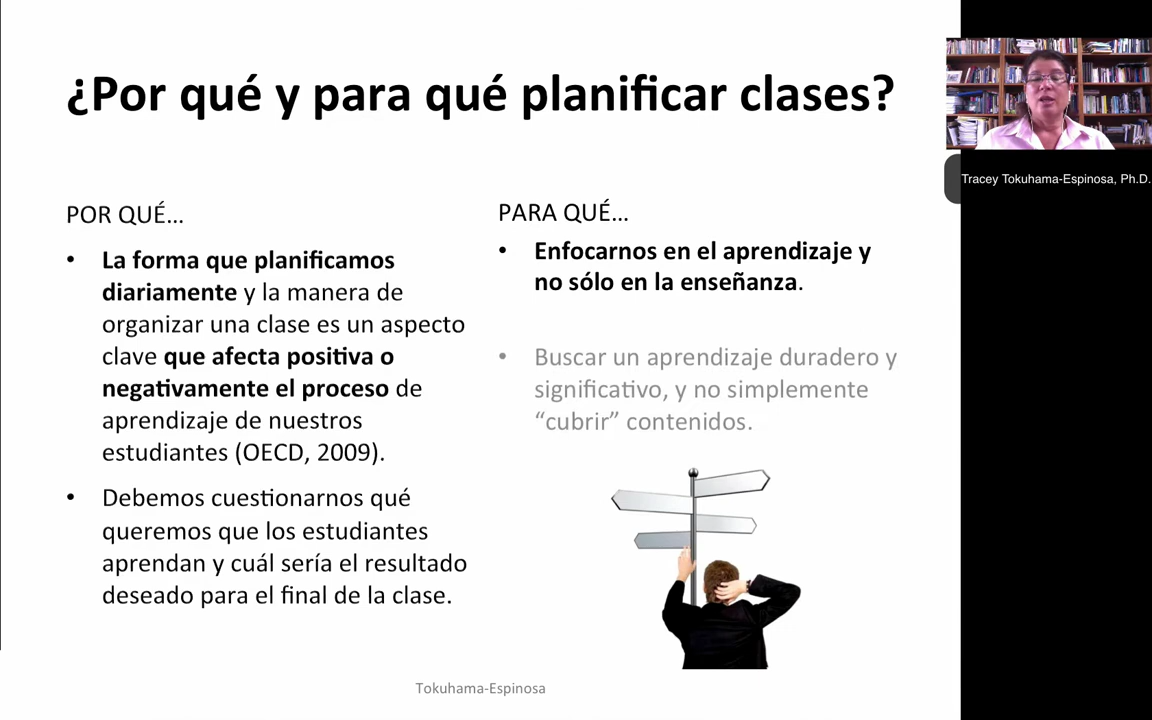 ¿Por qué y para qué planificar clases?
POR QUÉ...
• La forma que planificamos
diariamente y la manera de
organizar una clase es un aspecto
clave que afecta positiva o
negativamente el proceso de
aprendizaje de nuestros
estudiantes (OECD, 2009).
• Debemos cuestionarnos qué
queremos que los estudiantes
aprendan y cuál sería el resultado
deseado para el final de la clase.
PARA QUÉ...
• Enfocarnos en el aprendizaje y
no sólo en la enseñanza.
• Buscar un aprendizaje duradero y
significativo, y no simplemente
“cubrir” contenidos.
Tokuhama-Espinosa
Tracey Tokuhama-Espinosa, Ph.D.